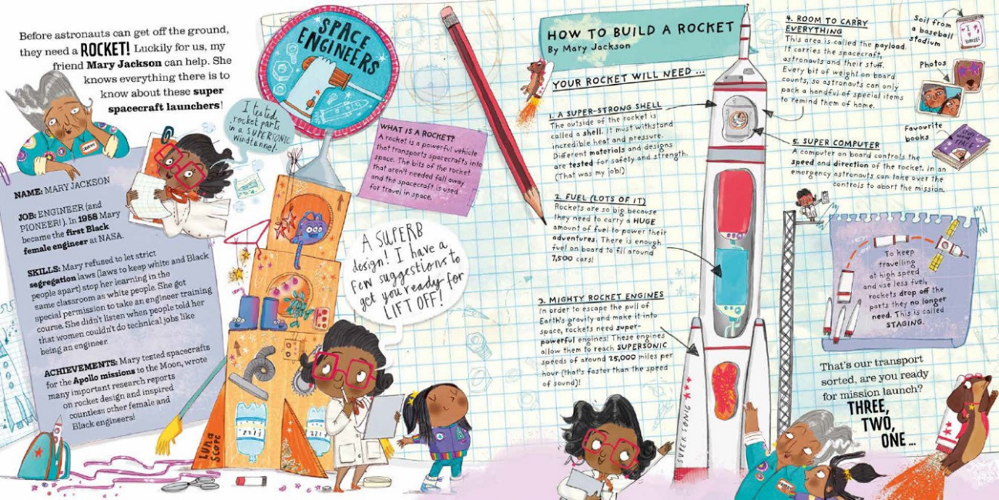 Before astronauts can get off the ground,
they need a ROCKET! Luckily for us, my
friend Mary Jackson can help. She
knows everything there is to
know about these super
spacecraft launchers!
SPACE
ENGINEERS
I tested
rocket parts
in a SUPERSONIC
Windtunnel.
NAME: MARY JACKSON
JOB: ENGINEER (and
PIONEER!). In 1958 Mary
became the first Black
female engineer at NASA.
SKILLS: Mary refused to let strict
segregation laws (laws to keep white and Black
people apart) stop her learning in the
same classroom as white people. She got
special permission to take an engineer training
course. She didn't listen when people told her
that women couldn't do technical jobs like
being an engineer.
ACHIEVEMENTS: Mary tested spacecrafts
for the Apollo missions to the Moon, wrote
many important research reports
on rocket design and inspired
countless other female and
Black engineers!
WHAT IS A ROCKET?
A rocket is a powerful vehicle
that transports spacecrafts into
space. The bits of the rocket
that aren't needed fall away
and the spacecraft is used
for travel in space.
A SUPERB
design! I have a
few suggestions to
get you ready for
LIFT OFF!
LUNA
SCOPE
HOW TO BUILD A ROCKET
By Mary Jackson
YOUR ROCKET WILL NEED ...
1. A SUPER-STRONG SHELL
The outside of the rocket is
called a shell. It must withstand
incredible heat and pressure.
Different materials and designs
are tested for safety and strength.
(That was my job!)
2. FUEL (LOTS OF IT)
Rockets are so big because
they need to carry a HUGE
amount of fuel to power their
adventures. There is enough
fuel on board to fill around
7,500 cars!
3. MIGHTY ROCKET ENGINES
In order to escape the pull of
Earth's gravity and make it into
space, rockets need super-
powerful engines! These engines
allow them to reach SUPERSONIC
speeds of around 25,000 miles per
hour (that's faster than the speed
of sound)!
SUPER SONIC
4. ROOM TO CARRY
EVERYTHING
This area is called the payload.
It carries the spacecraft,
astronauts and their stuff.
Every bit of weight on board
counts, so astronauts can only
pack a handful of special items
to remind them of home.
Soil from
a baseball
stadium
Photos
Favourite
books
5. SUPER COMPUTER
A computer on board controls the
speed and direction of the rocket. In an
emergency astronauts can take over the
controls to abort the mission.
To keep
travelling
at high speed
and use less fuel,
rockets drop off the
parts they no longer
need. This is called
STAGING.
That's our transport
sorted, are you ready
for mission launch?
THREE,
TWO,
ONE ...